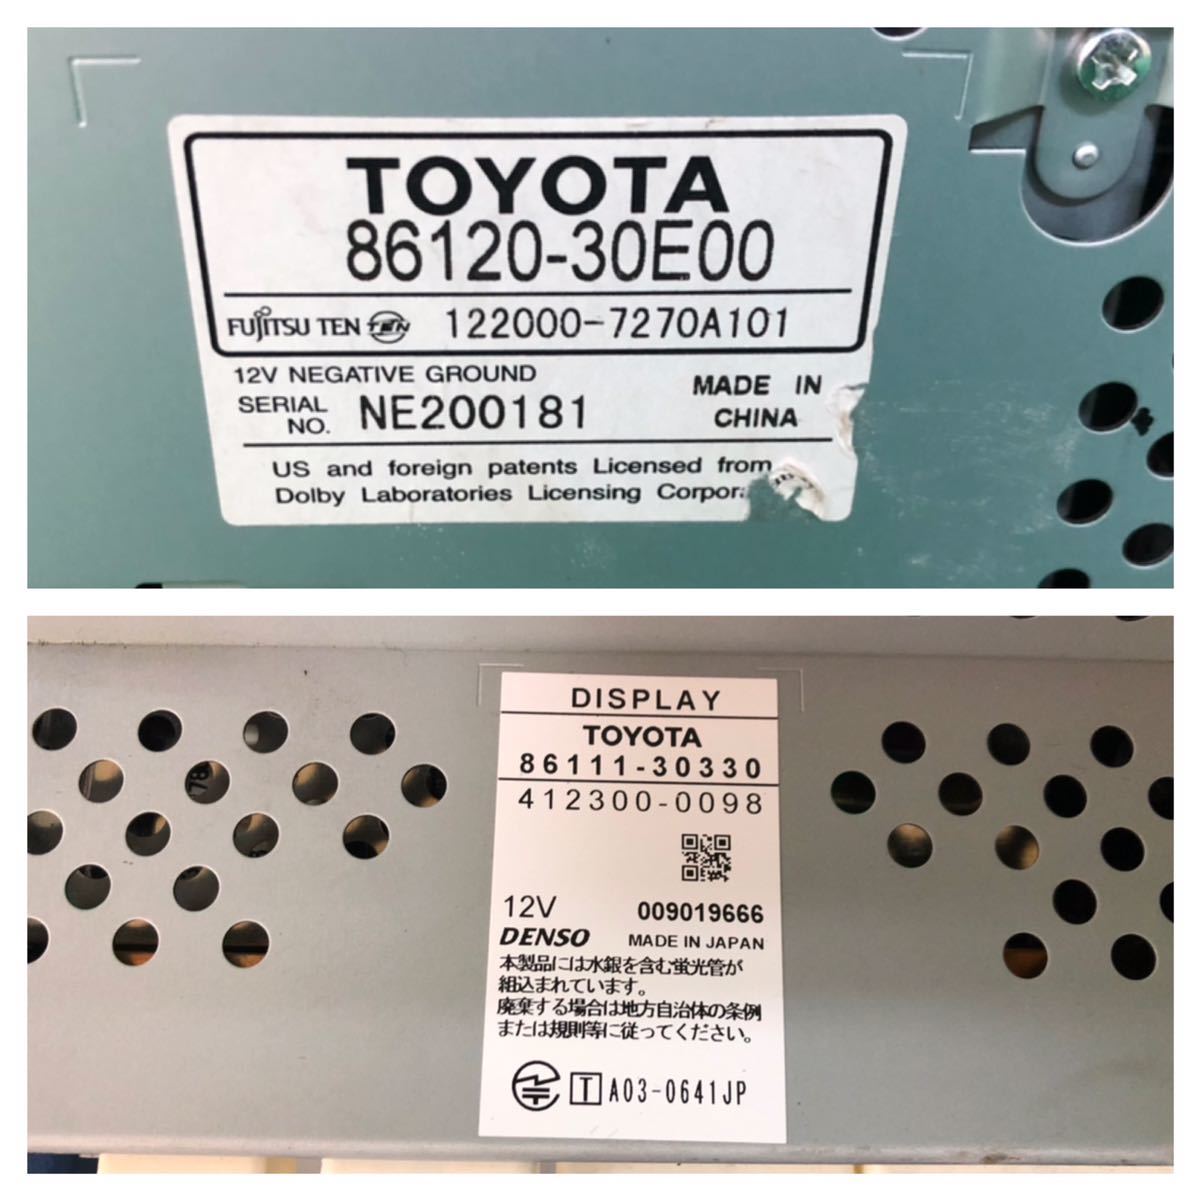 TOYOTA
86120-30E00
FUJITSU TEN TEN 122000-7270A101
12V NEGATIVE GROUND
SERIAL NO. NE200181
MADE IN CHINA
US and foreign patents Licensed from
Dolby Laboratories Licensing Corpor
DISPLAY
TOYOTA
86111-30330
412300-0098
12V 009019666
DENSO MADE IN JAPAN
本製品には水銀を含む蛍光管が
組込まれています。
廃棄する場合は地方自治体の条例
または規則等に従ってください。
T A03-0641JP
78